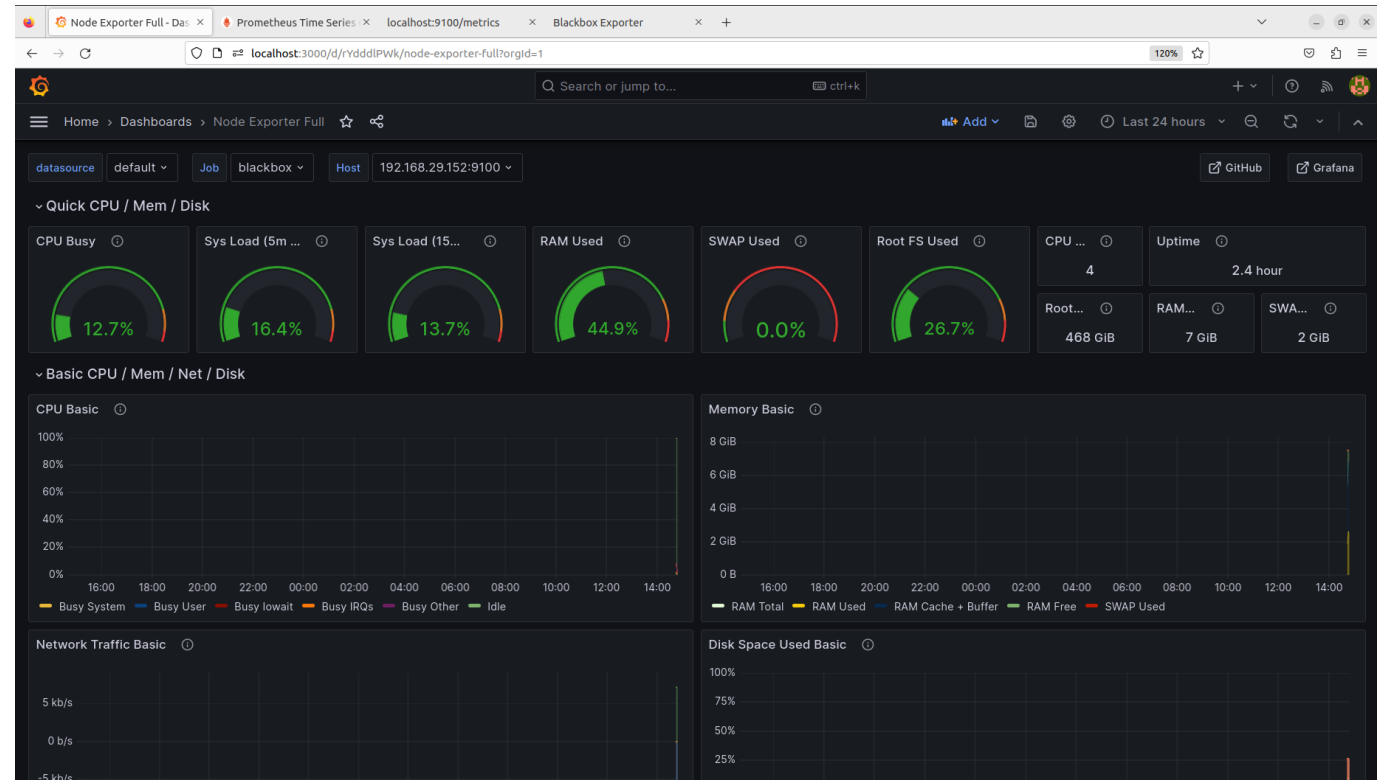 Node Exporter Full - Das
Prometheus Time Series
localhost:9100/metrics
Blackbox Exporter
localhost:3000/d/rYdddlPWk/node-exporter-full?orgId=1
120%
Search or jump to...
ctrl+k
Home › Dashboards › Node Exporter Full
Add
Last 24 hours
datasource default Job blackbox Host 192.168.29.152:9100
GitHub
Grafana
Quick CPU / Mem / Disk
CPU Busy
12.7%
Sys Load (5m ...
16.4%
Sys Load (15...
13.7%
RAM Used
44.9%
SWAP Used
0.0%
Root FS Used
26.7%
CPU ...
4
Uptime
2.4 hour
Root...
468 GiB
RAM...
7 GiB
SWA...
2 GiB
Basic CPU / Mem / Net / Disk
CPU Basic
100%
80%
60%
40%
20%
0%
16:00 18:00 20:00 22:00 00:00 02:00 04:00 06:00 08:00 10:00 12:00 14:00
Busy System Busy User Busy Iowait Busy IRQs Busy Other Idle
Memory Basic
8 GiB
6 GiB
4 GiB
2 GiB
0 B
16:00 18:00 20:00 22:00 00:00 02:00 04:00 06:00 08:00 10:00 12:00 14:00
RAM Total RAM Used RAM Cache + Buffer RAM Free SWAP Used
Network Traffic Basic
5 kb/s
0 b/s
-5 kb/s
Disk Space Used Basic
100%
75%
50%
25%